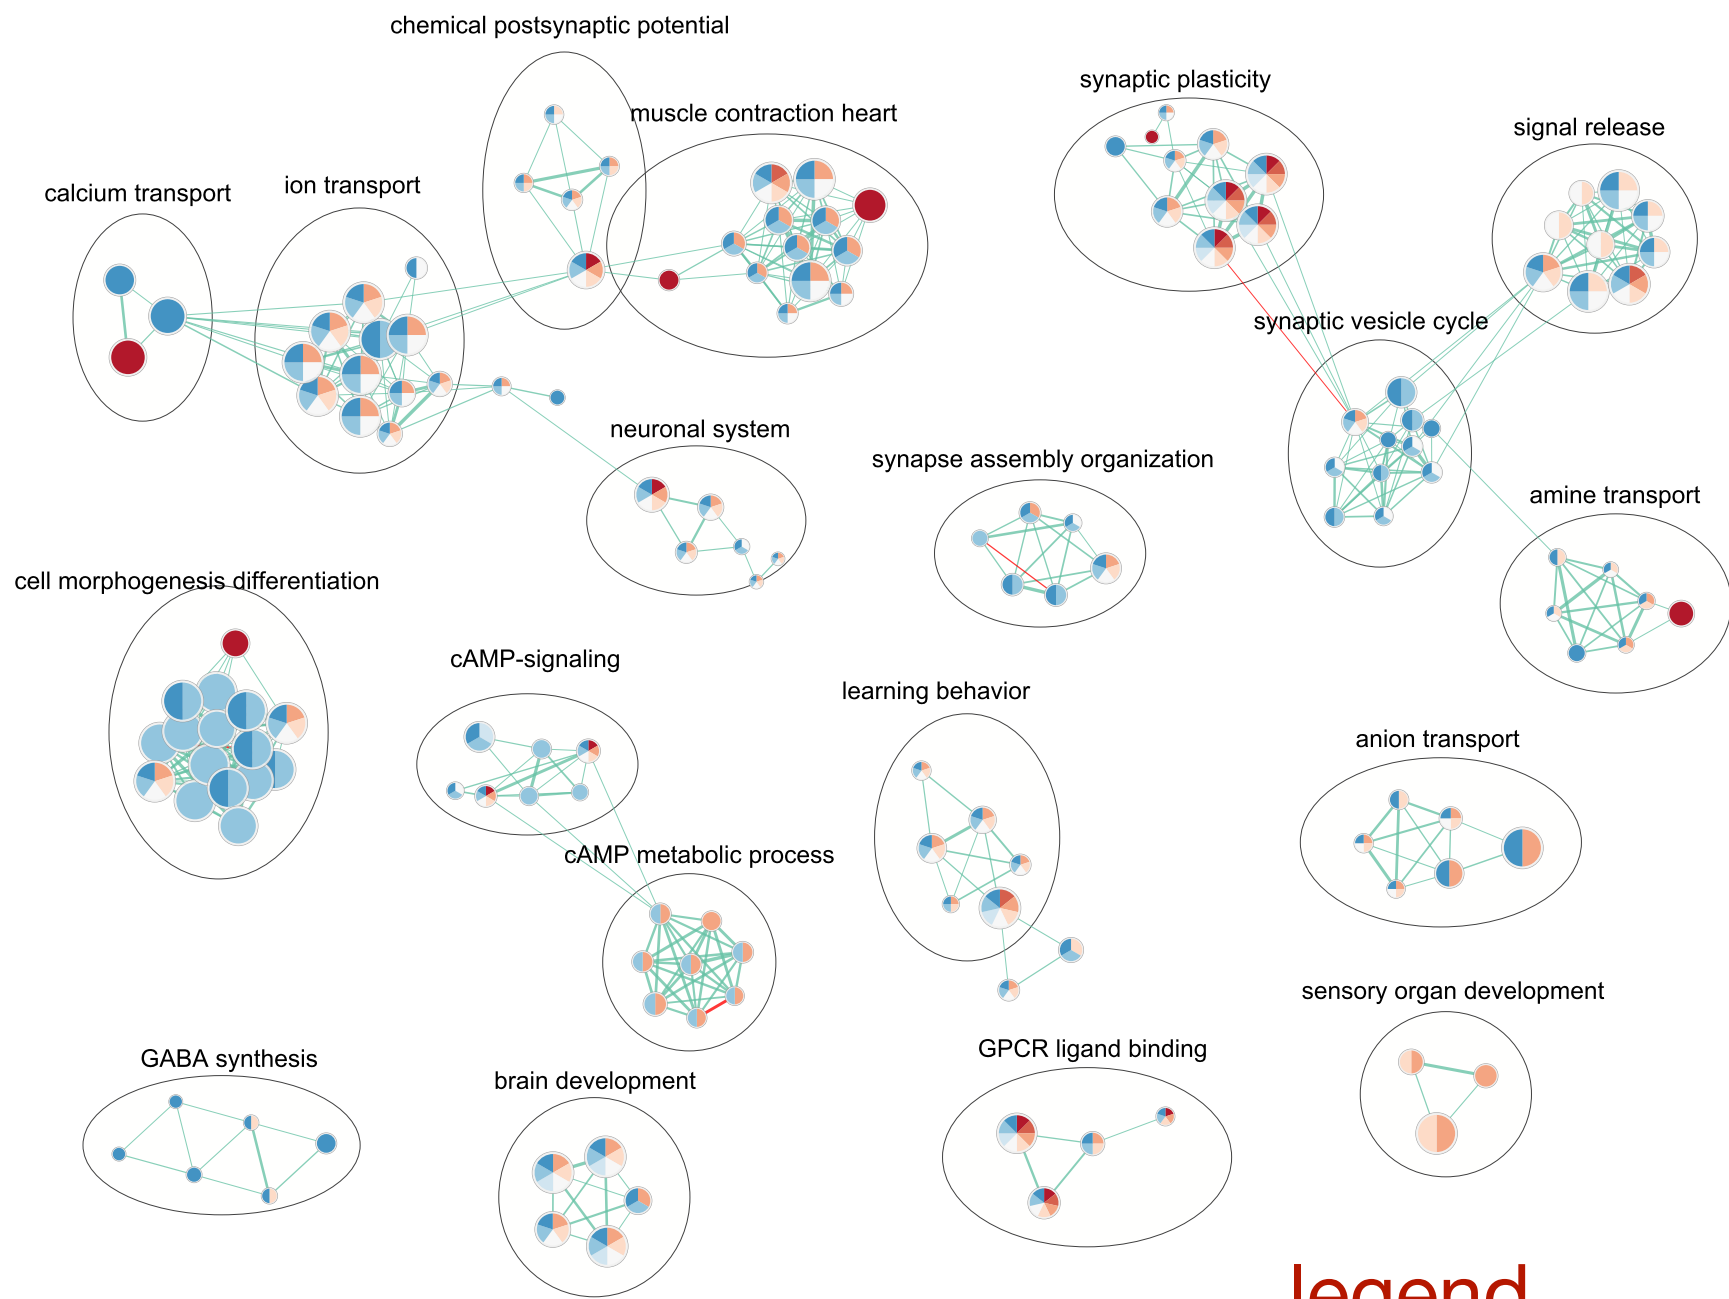 chemical postsynaptic potential
synaptic plasticity
muscle contraction heart
signal release
calcium transport
ion transport
synaptic vesicle cycle
neuronal system
synapse assembly organization
amine transport
cell morphogenesis differentiation
cAMP-signaling
learning behavior
anion transport
cAMP metabolic process
sensory organ development
GABA synthesis
GPCR ligand binding
brain development
legend